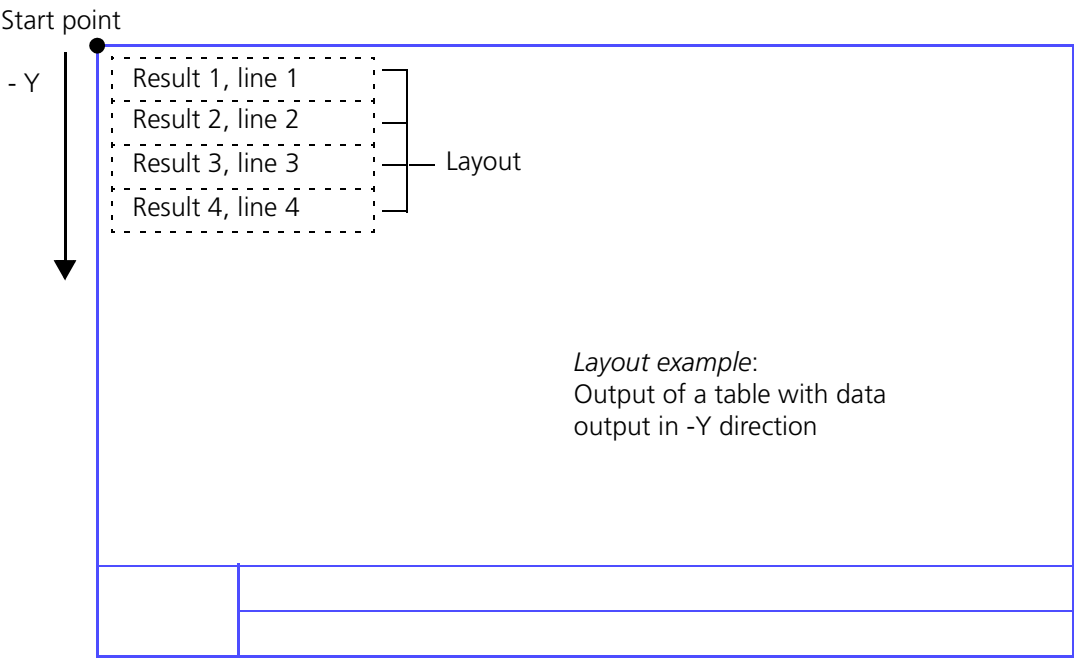 Start point
- Y
Result 1, line 1
Result 2, line 2
Result 3, line 3
Result 4, line 4
Layout
Layout example:
Output of a table with data
output in -Y direction